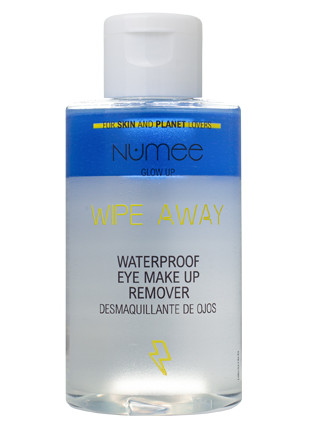 FOR SKIN AND PLANET LOVERS
NUMEE
GLOW UP
WIPE AWAY
WATERPROOF
EYE MAKE UP
REMOVER
DESMAQUILLANTE DE OJOS